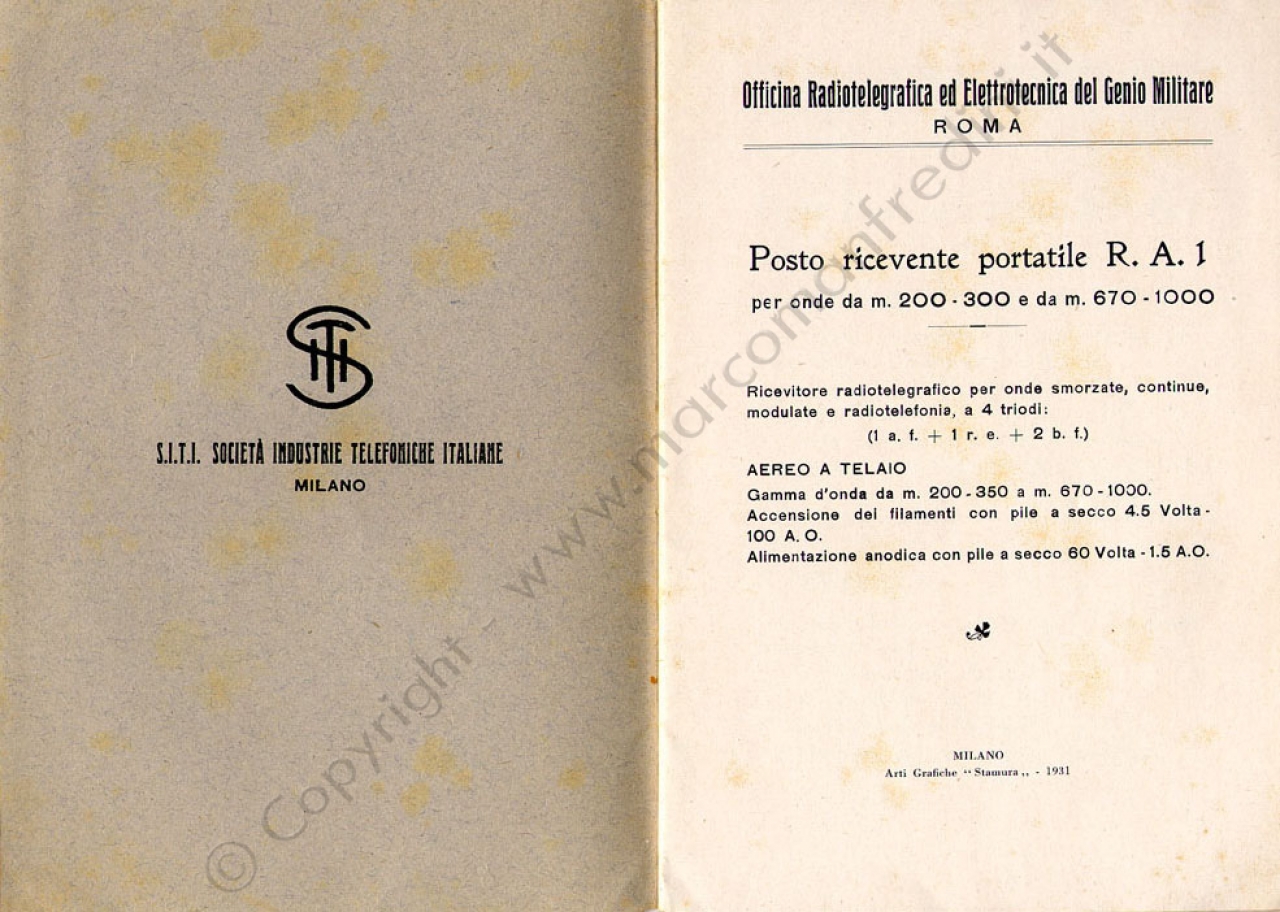 SITI
S.I.T.I. SOCIETÀ INDUSTRIE TELEFONICHE ITALIANE
MILANO
Officina Radiotelegrafica ed Elettrotecnica del Genio Militare
ROMA
Posto ricevente portatile R. A. 1
per onde da m. 200 - 300 e da m. 670 - 1000
Ricevitore radiotelegrafico per onde smorzate, continue,
modulate e radiotelefonia, a 4 triodi:
(1 a. f. + 1 r. e. + 2 b. f.)
AEREO A TELAIO
Gamma d'onda da m. 200 - 350 a m. 670 - 1000.
Accensione dei filamenti con pile a secco 4.5 Volta -
100 A. O.
Alimentazione anodica con pile a secco 60 Volta - 1.5 A.O.
MILANO
Arti Grafiche “ Stamura „ - 1931
© Copyright - www.marcomanfredini.it